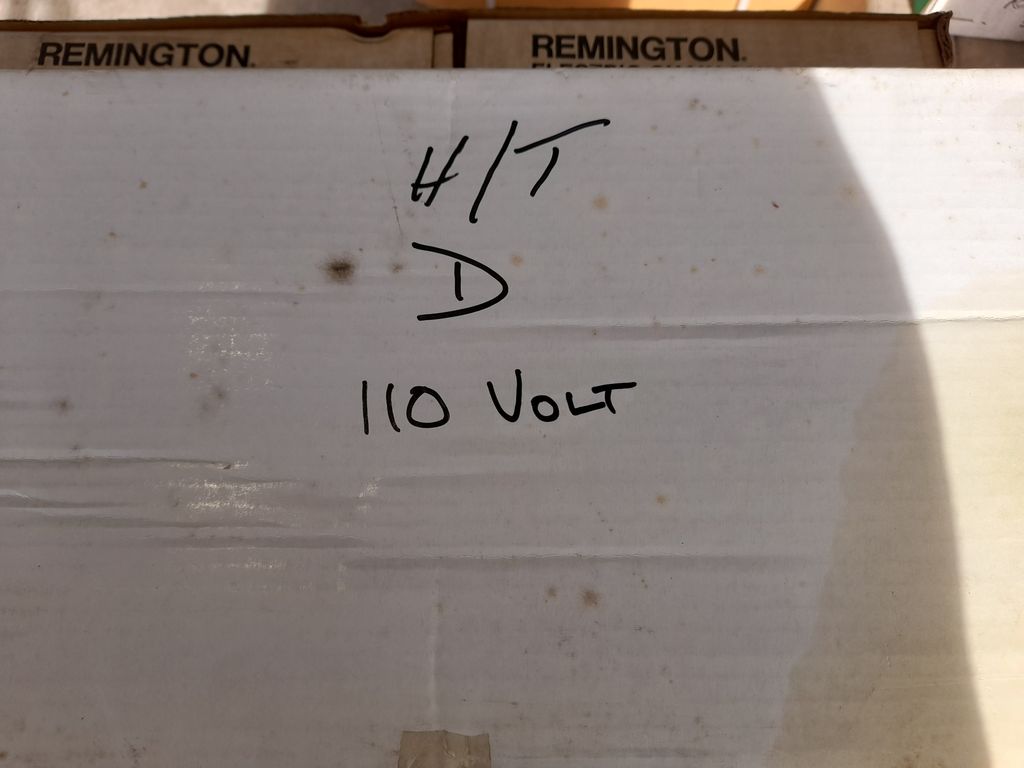 REMINGTON. REMINGTON.
H/T
D
110 VOLT